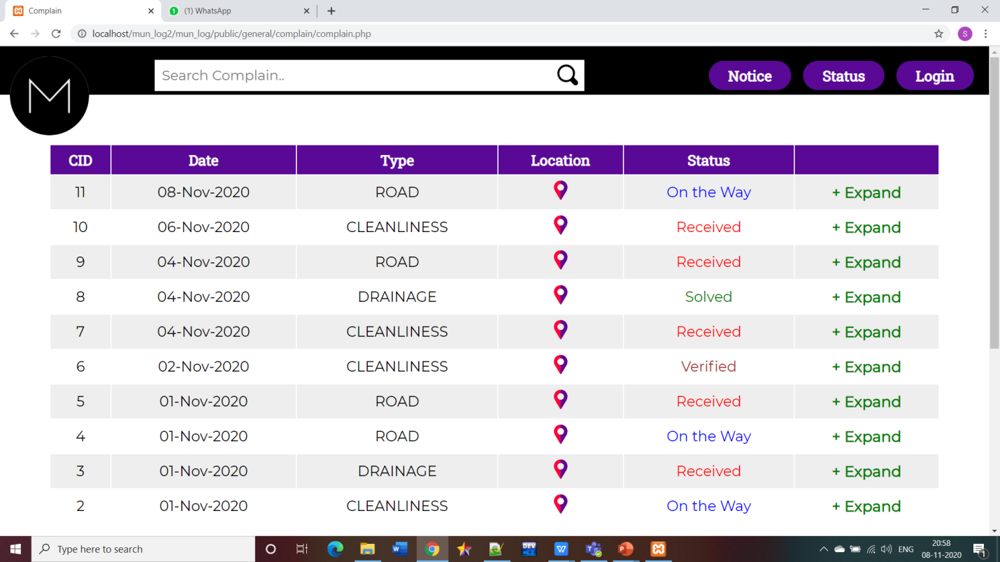 Complain
1 (1) WhatsApp
localhost/mun_log2/mun_log/public/general/complain/complain.php
S
M
Search Complain..
Notice Status Login
CID Date Type Location Status
11 08-Nov-2020 ROAD On the Way + Expand
10 06-Nov-2020 CLEANLINESS Received + Expand
9 04-Nov-2020 ROAD Received + Expand
8 04-Nov-2020 DRAINAGE Solved + Expand
7 04-Nov-2020 CLEANLINESS Received + Expand
6 02-Nov-2020 CLEANLINESS Verified + Expand
5 01-Nov-2020 ROAD Received + Expand
4 01-Nov-2020 ROAD On the Way + Expand
3 01-Nov-2020 DRAINAGE Received + Expand
2 01-Nov-2020 CLEANLINESS On the Way + Expand
Type here to search
W
DEV
W
T
P
ENG
20:58
08-11-2020
1